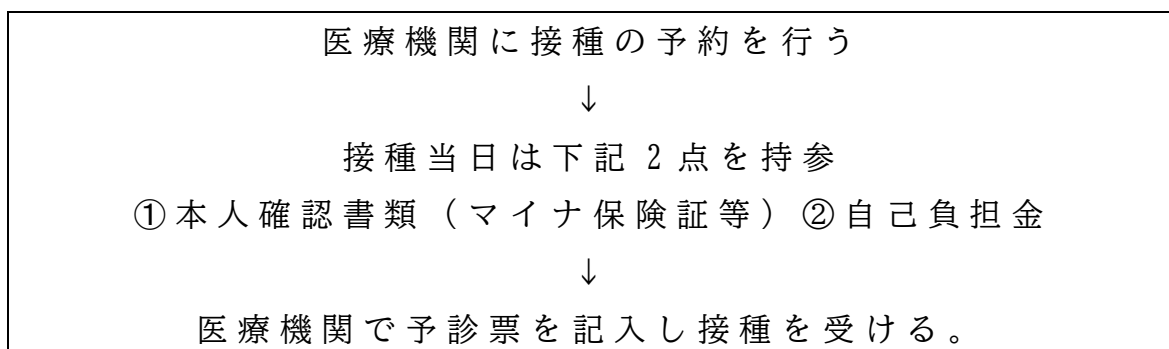 医療機関に接種の予約を行う
↓
接種当日は下記 2 点を持参
①本人確認書類（マイナ保険証等）②自己負担金
↓
医療機関で予診票を記入し接種を受ける。